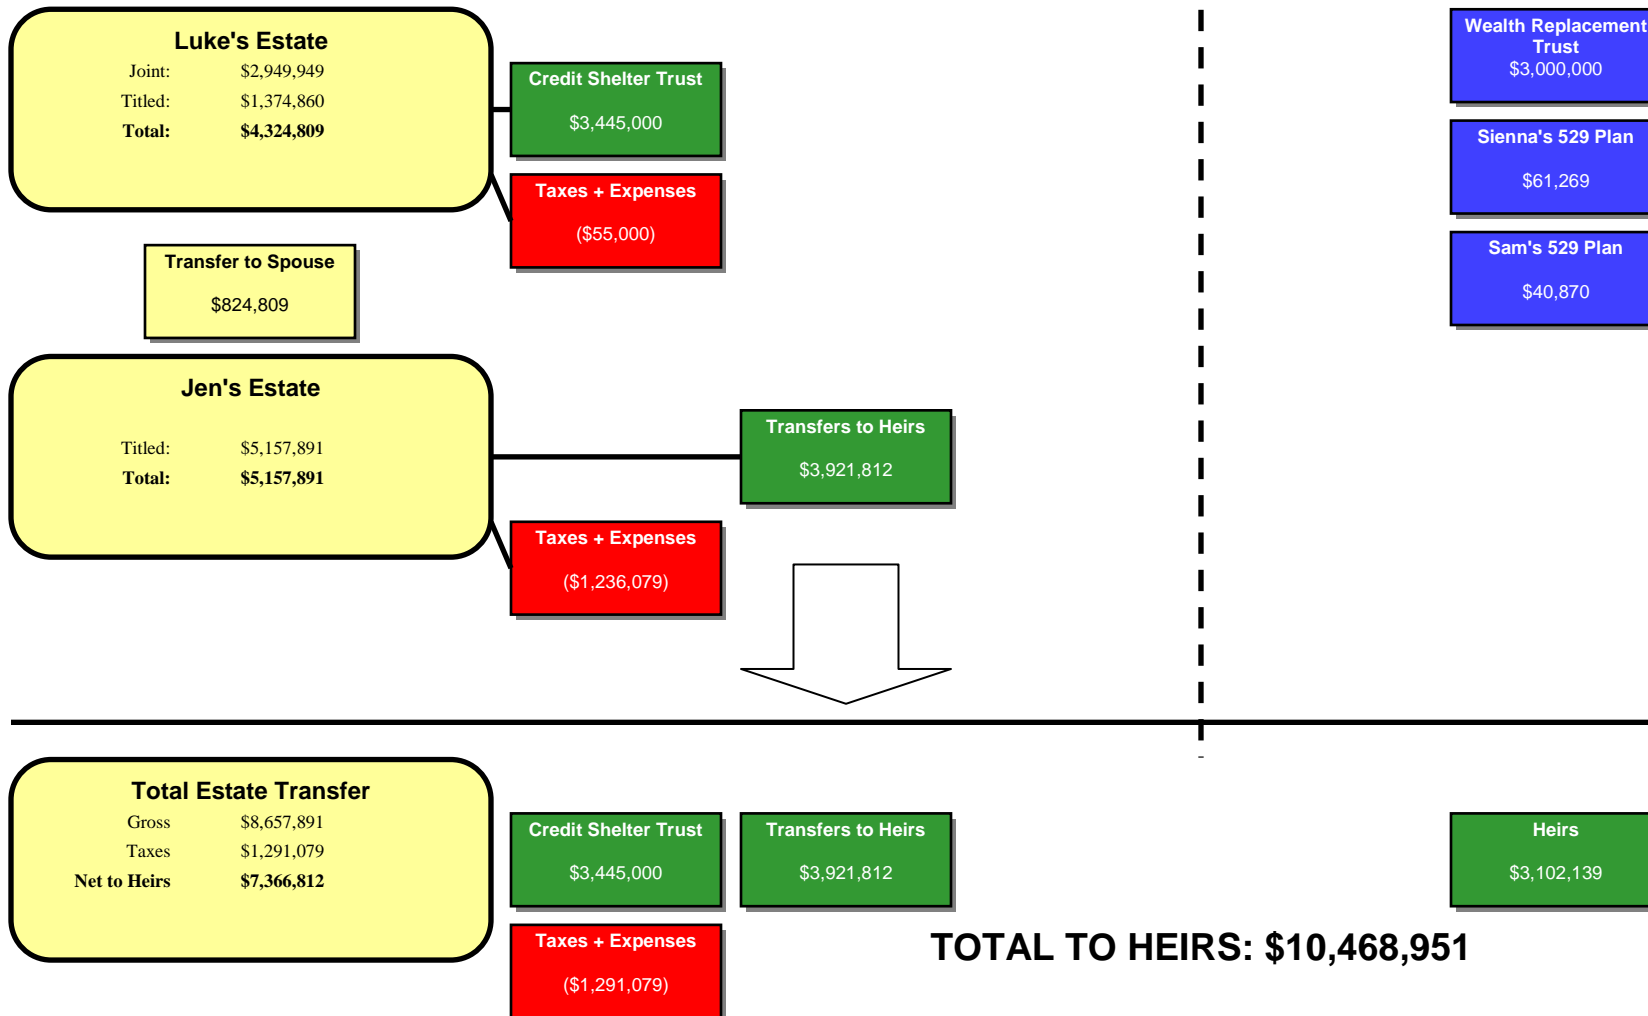 Luke's Estate
Joint: $2,949,949
Titled: $1,374,860
Total: $4,324,809
Credit Shelter Trust
$3,445,000
Taxes + Expenses
($55,000)
Wealth Replacement
Trust
$3,000,000
Sienna's 529 Plan
$61,269
Sam's 529 Plan
$40,870
Transfer to Spouse
$824,809
Jen's Estate
Titled: $5,157,891
Total: $5,157,891
Transfers to Heirs
$3,921,812
Taxes + Expenses
($1,236,079)
Total Estate Transfer
Gross $8,657,891
Taxes $1,291,079
Net to Heirs $7,366,812
Credit Shelter Trust
$3,445,000
Transfers to Heirs
$3,921,812
Heirs
$3,102,139
Taxes + Expenses
($1,291,079)
TOTAL TO HEIRS: $10,468,951